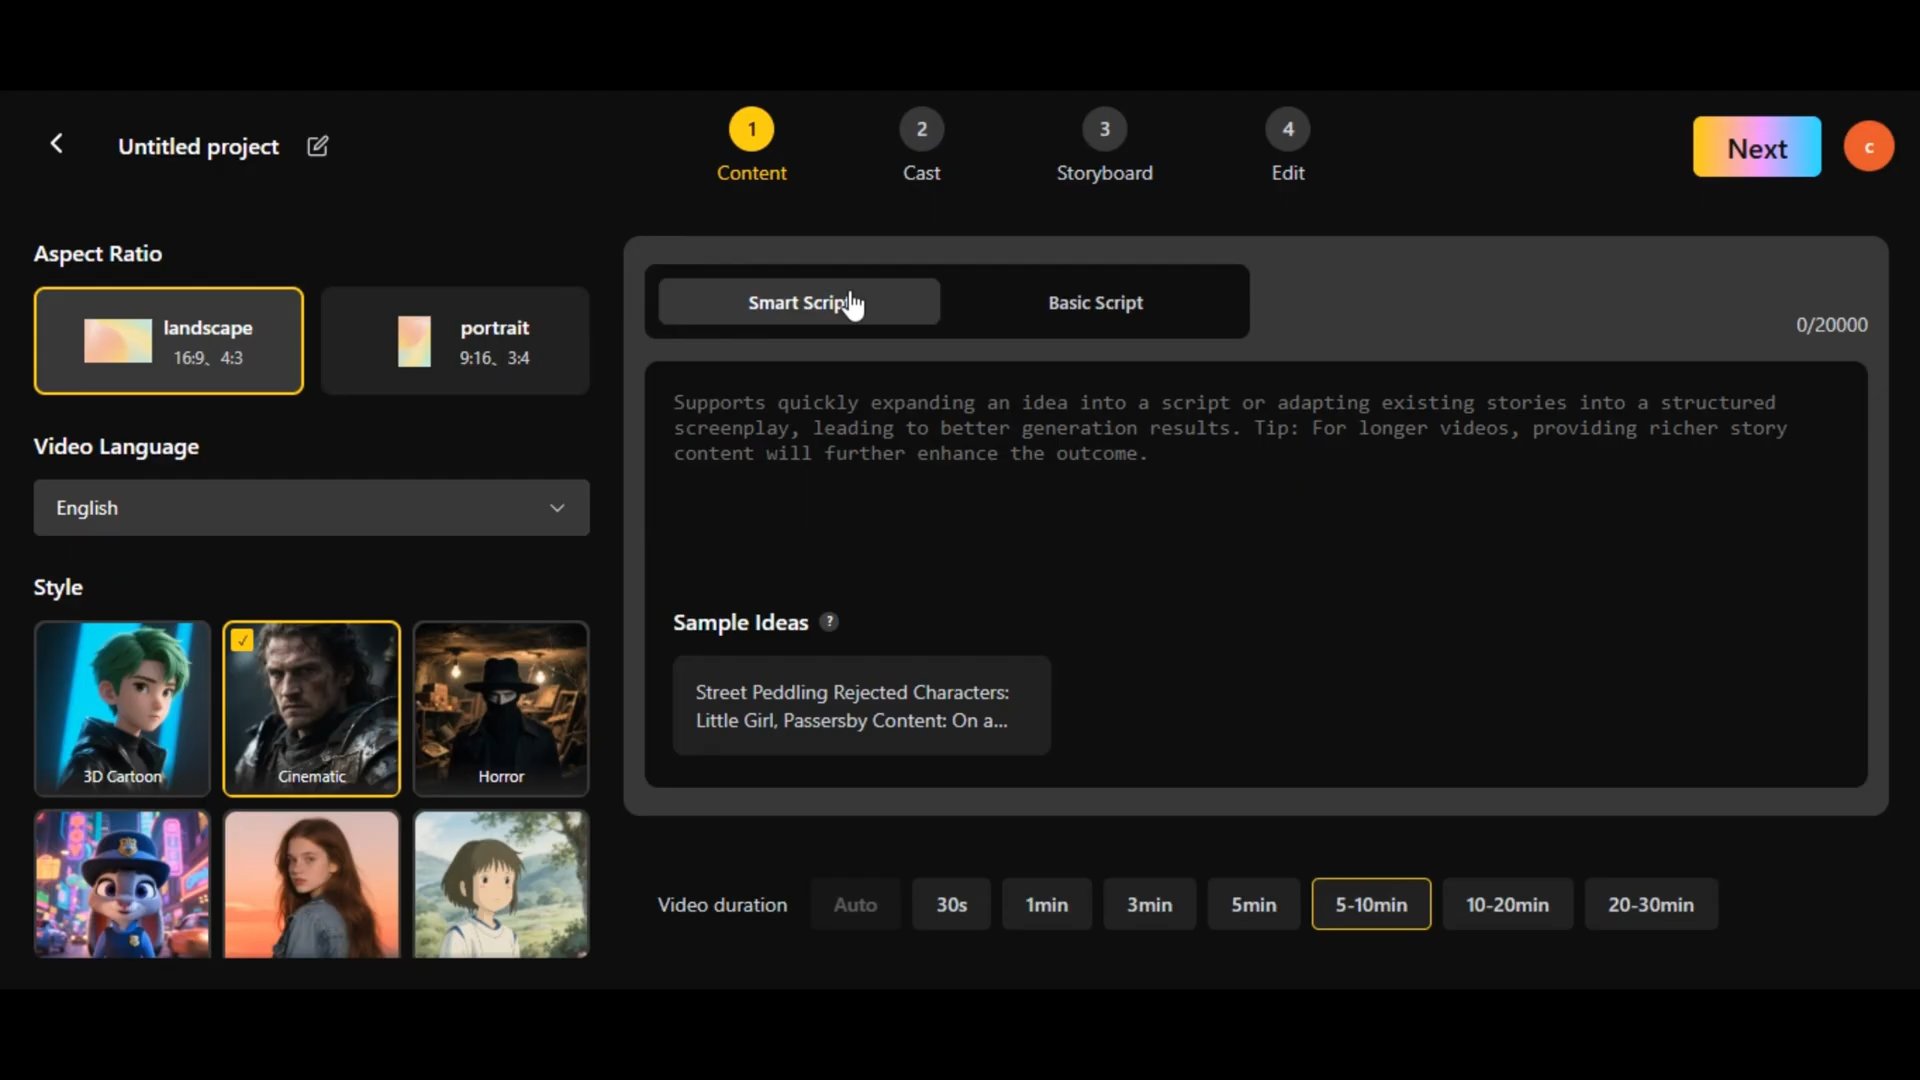 Untitled project
1
Content
2
Cast
3
Storyboard
4
Edit
Next
c
Aspect Ratio
landscape
16:9、4:3
portrait
9:16、3:4
Video Language
English
Style
3D Cartoon
Cinematic
Horror
Smart Script
Basic Script
0/20000
Supports quickly expanding an idea into a script or adapting existing stories into a structured
screenplay, leading to better generation results. Tip: For longer videos, providing richer story
content will further enhance the outcome.
Sample Ideas ?
Street Peddling Rejected Characters:
Little Girl, Passersby Content: On a...
Video duration
Auto
30s
1min
3min
5min
5-10min
10-20min
20-30min